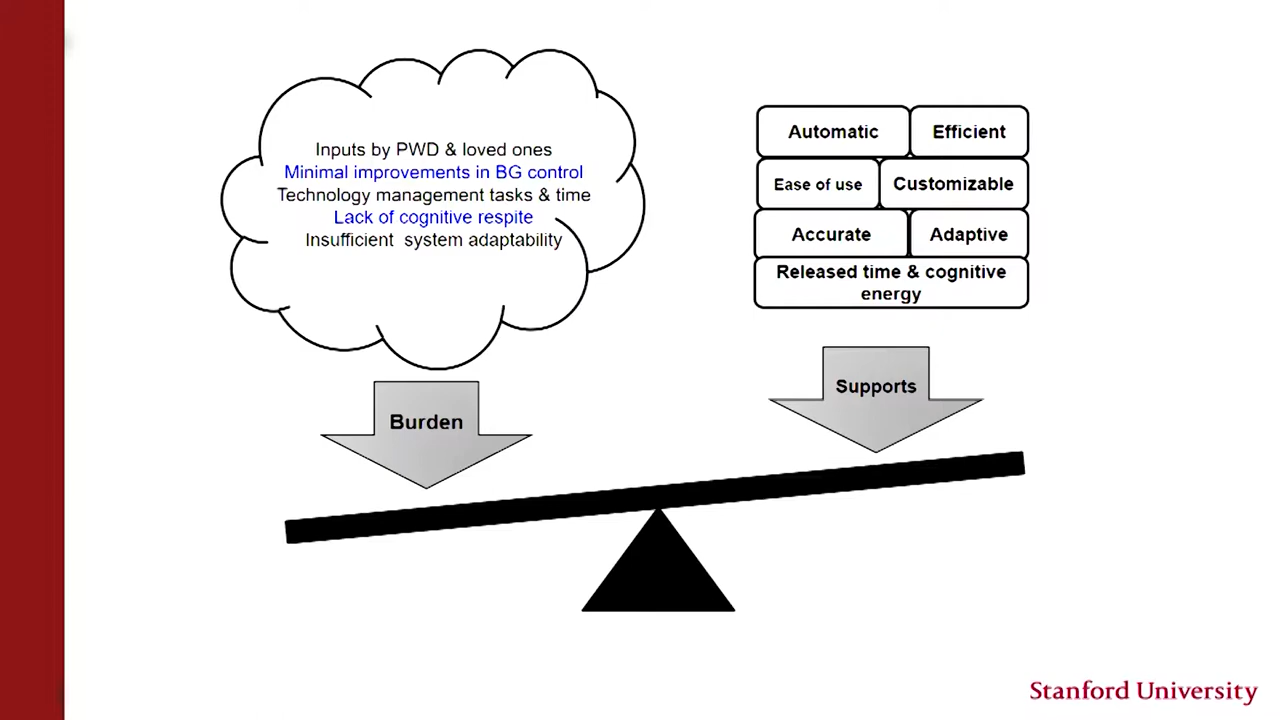 Inputs by PWD & loved ones
Minimal improvements in BG control
Technology management tasks & time
Lack of cognitive respite
Insufficient system adaptability
Burden
Automatic
Efficient
Ease of use
Customizable
Accurate
Adaptive
Released time & cognitive
energy
Supports
Stanford University